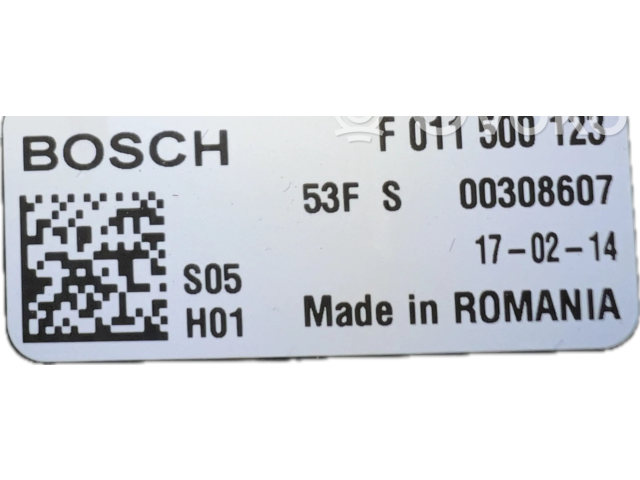 BOSCH
F 011 500 123
53F S 00308607
17-02-14
S05
H01
Made in ROMANIA